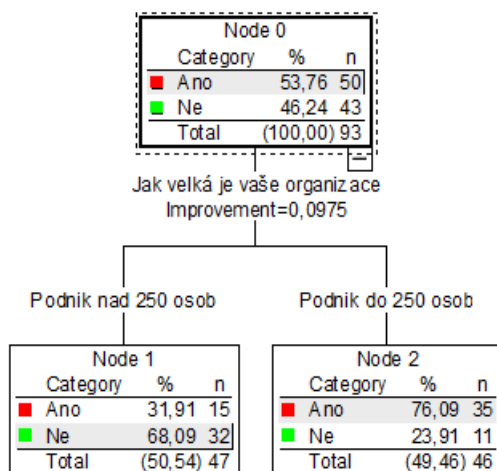 Node 0
Category % n
Ano 53,76 50
Ne 46,24 43
Total (100,00) 93
Jak velká je vaše organizace
Improvement=0,0975
Podnik nad 250 osob
Podnik do 250 osob
Node 1
Category % n
Ano 31,91 15
Ne 68,09 32
Total (50,54) 47
Node 2
Category % n
Ano 76,09 35
Ne 23,91 11
Total (49,46) 46